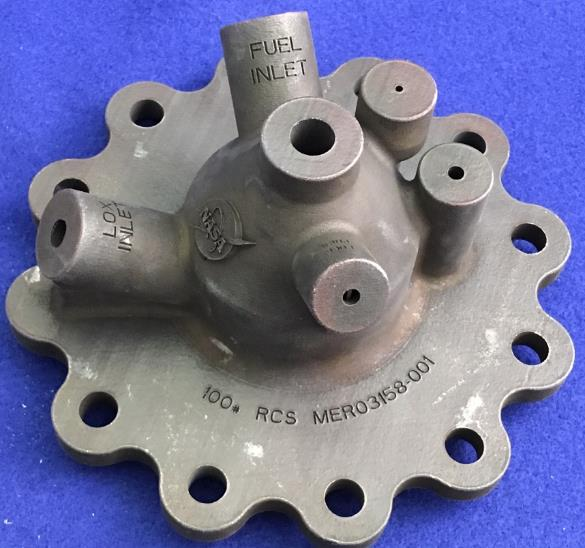 FUEL
INLET
LOX
INLET
NASA
100# RCS MER03158-001